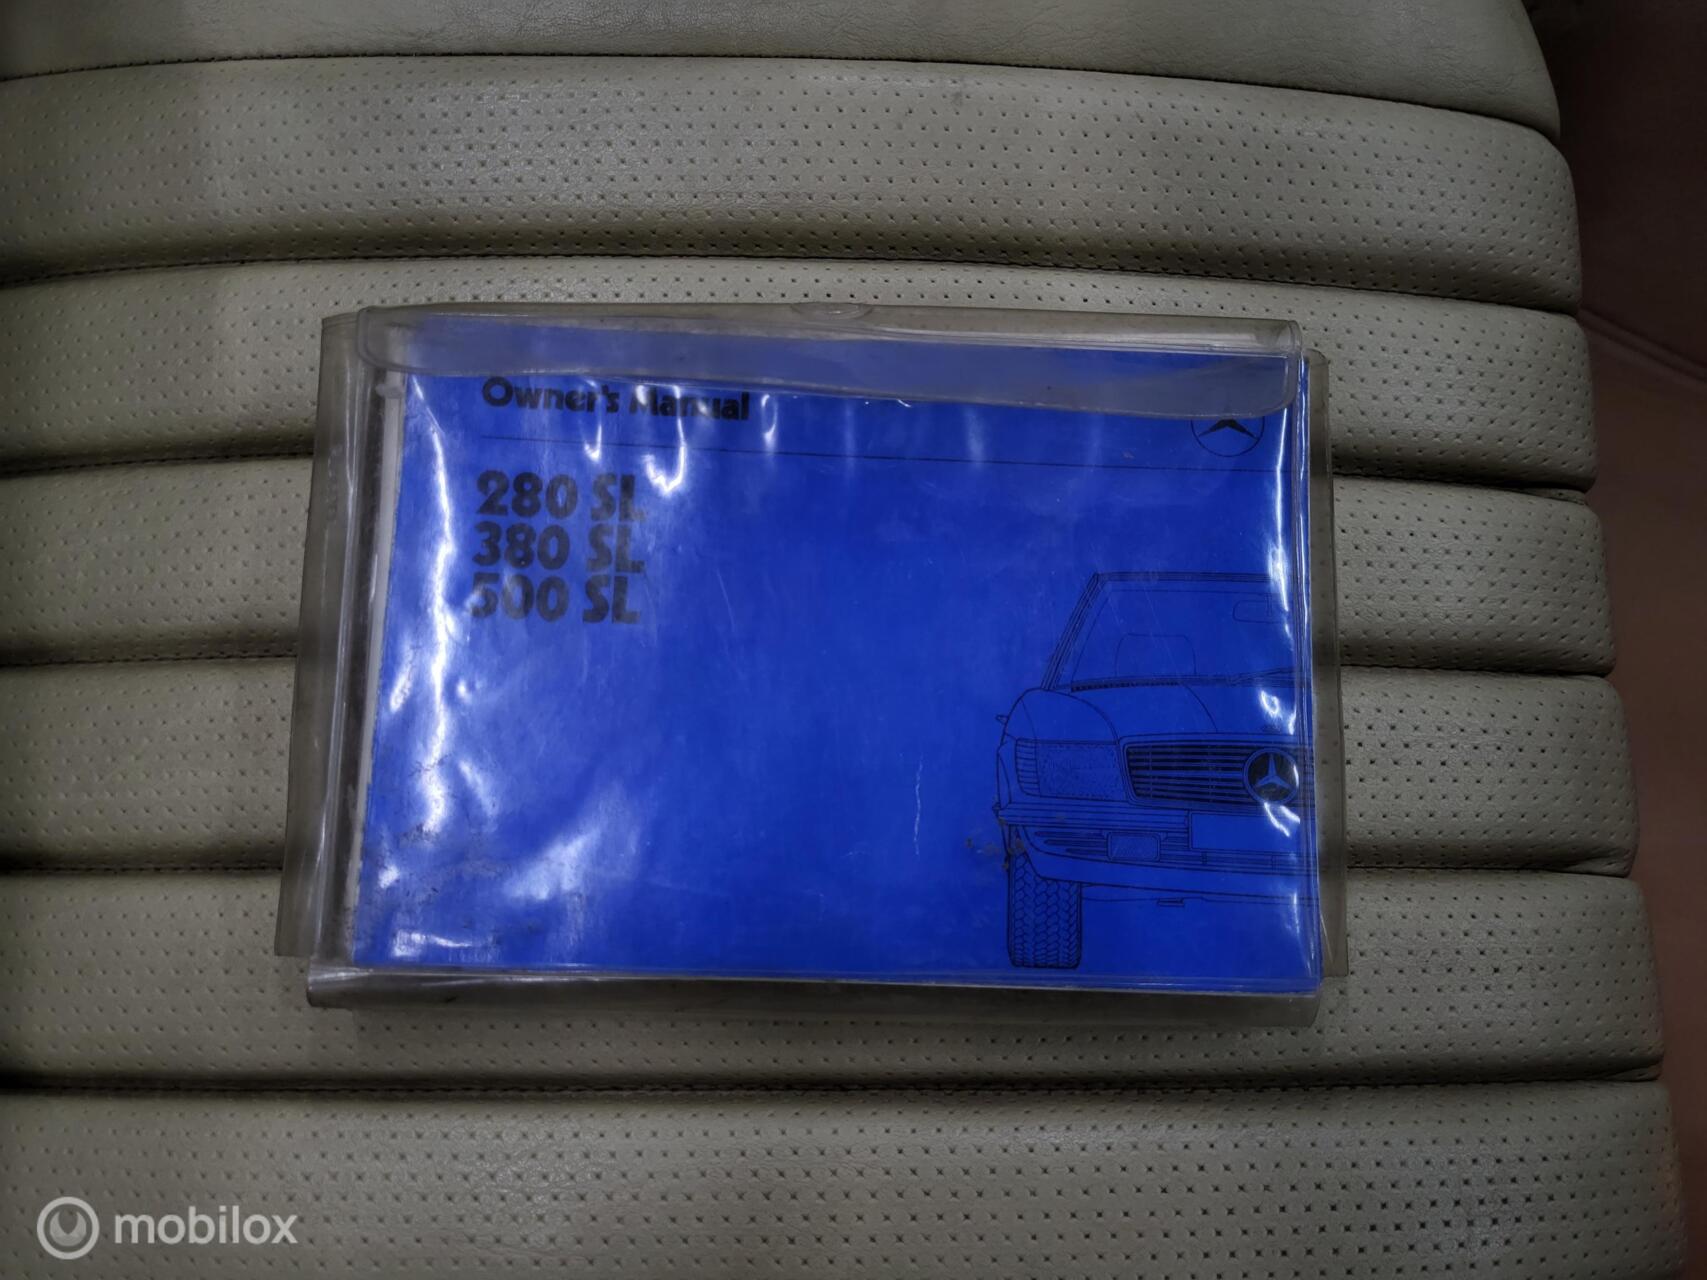 Owner's Manual
280 SL
380 SL
500 SL
mobilox